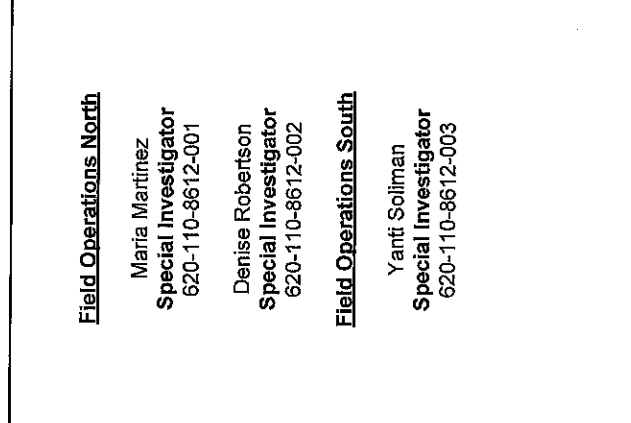 Field Operations North
Maria Martinez
Special Investigator
620-110-8612-001
Denise Robertson
Special Investigator
620-110-8612-002
Field Operations South
Yanti Soliman
Special Investigator
620-110-8612-003